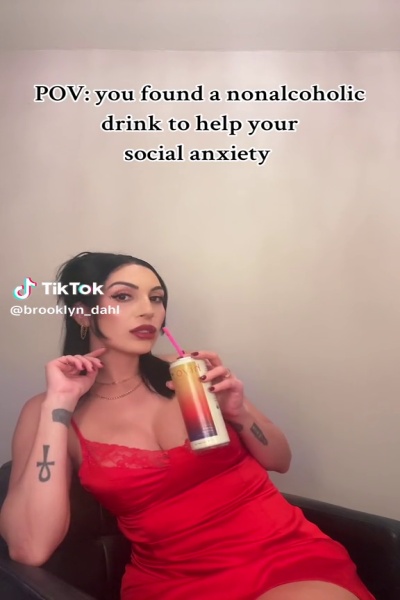 POV: you found a nonalcoholic
drink to help your
social anxiety
TikTok
@brooklyn_dahl